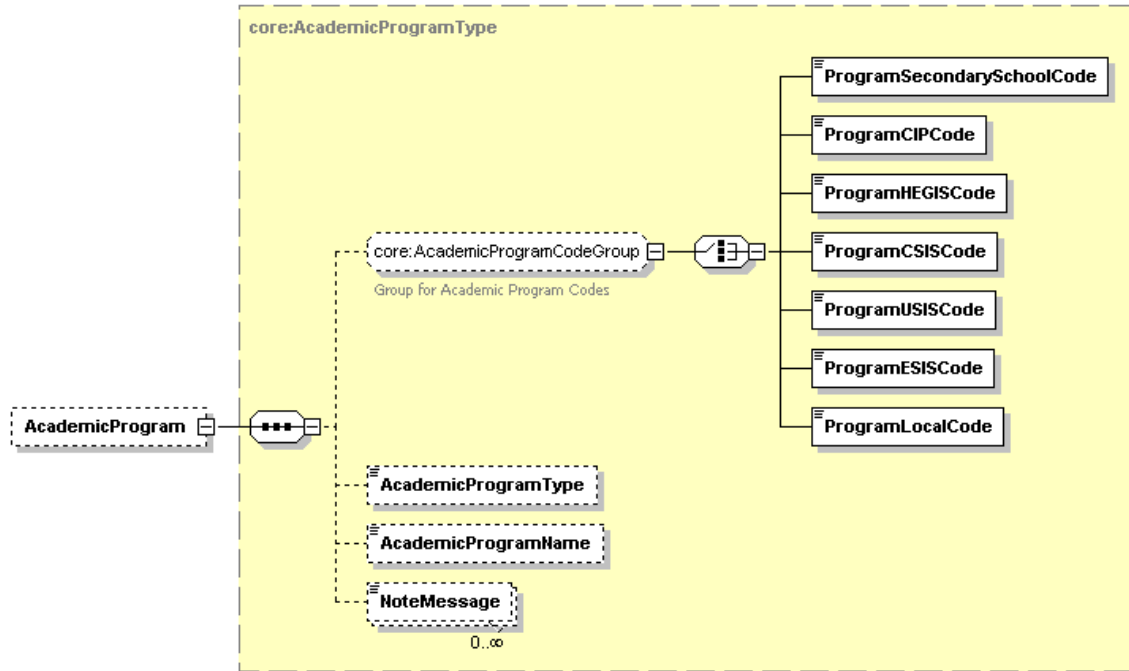 core:AcademicProgramType
ProgramSecondarySchoolCode
ProgramCIPCode
ProgramHEGISCode
core:AcademicProgramCodeGroup
ProgramCSISCode
Group for Academic Program Codes
ProgramUSISCode
ProgramESISCode
AcademicProgram
ProgramLocalCode
AcademicProgramType
AcademicProgramName
NoteMessage
0..∞